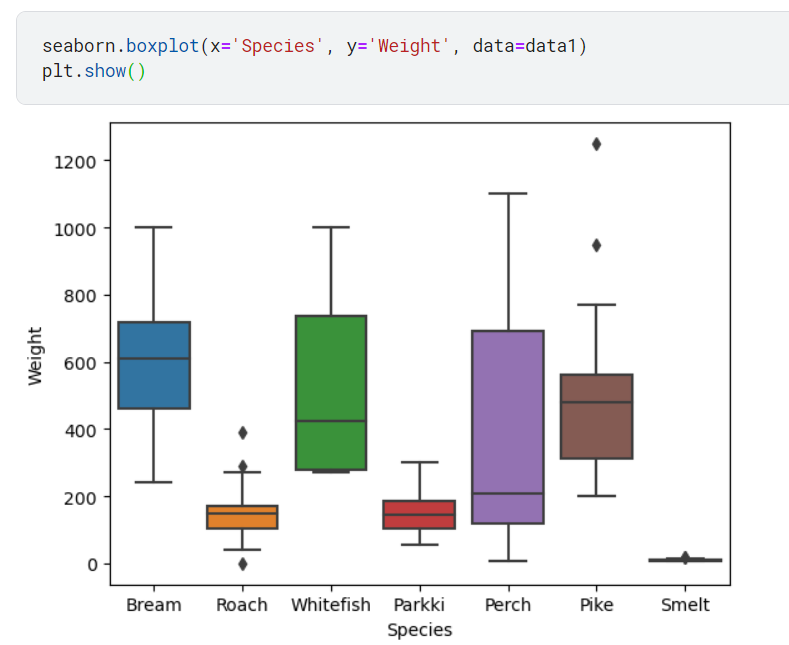 seaborn.boxplot(x='Species', y='Weight', data=data1)
plt.show()
1200
1000
800
600
400
200
0
Weight
Bream Roach Whitefish Parkki Perch Pike Smelt
Species